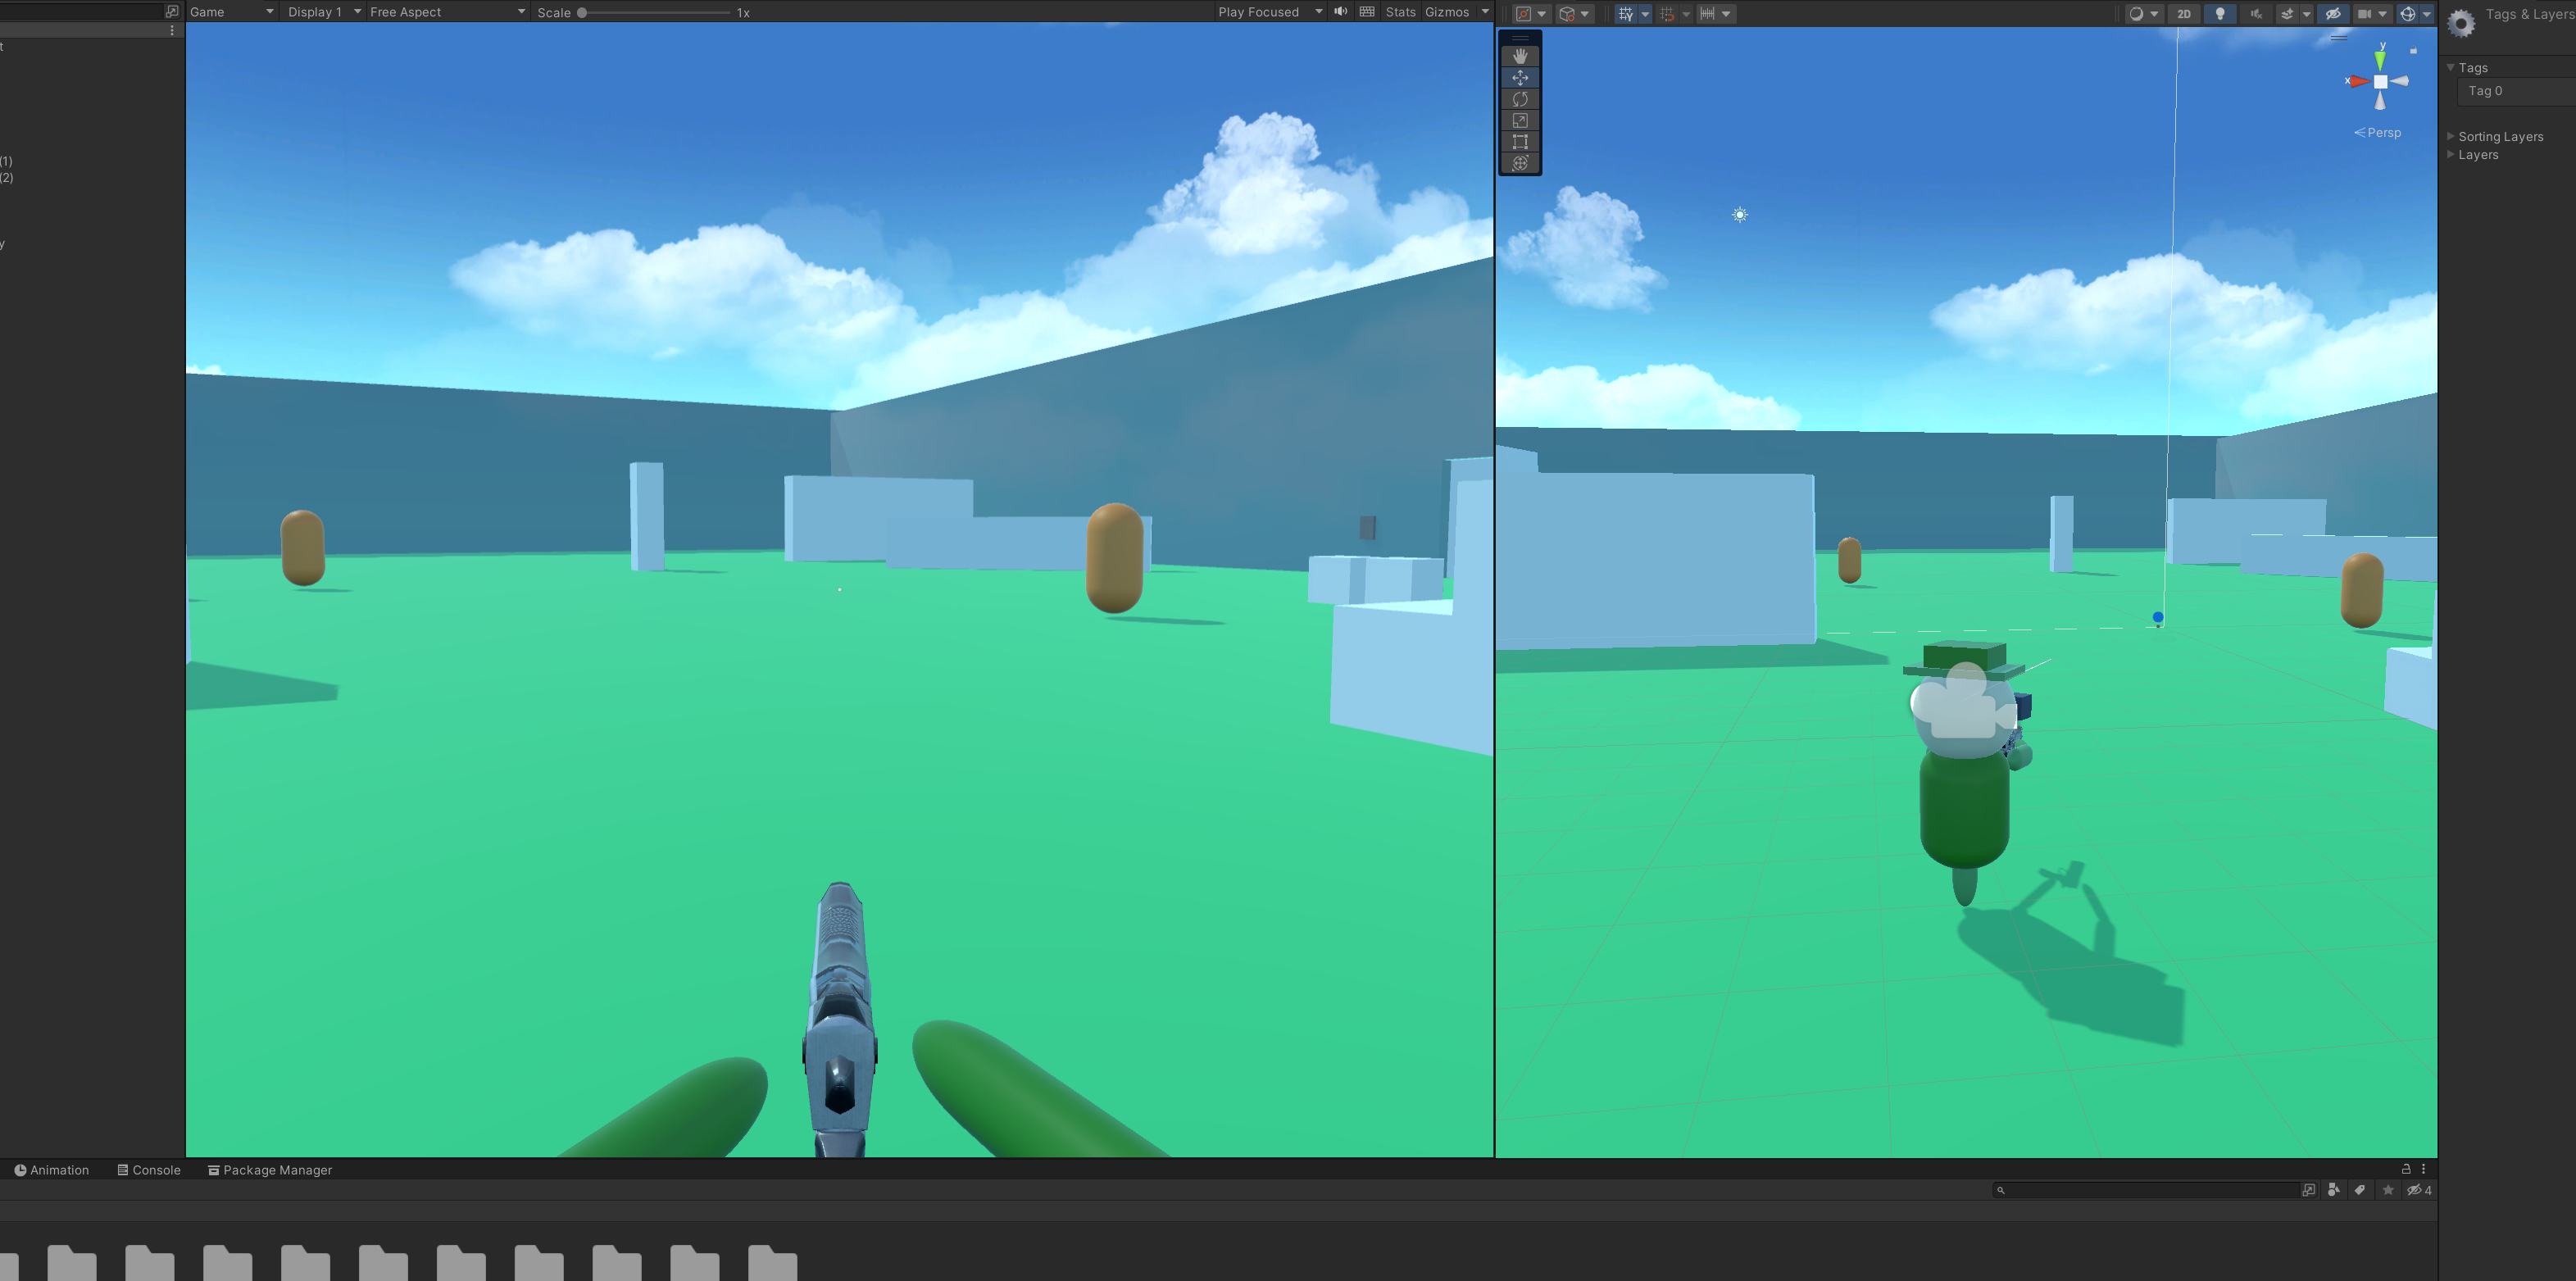 Game Display 1 Free Aspect Scale 1x Play Focused Stats Gizmos
2D
Tags & Layers
t
y
x
Persp
Tags
Tag 0
Sorting Layers
Layers
(1)
(2)
y
Animation Console Package Manager
4